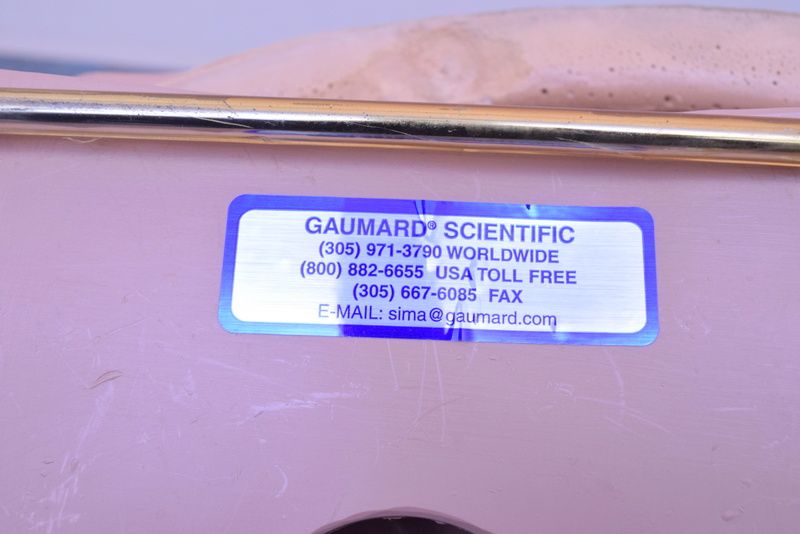 GAUMARD® SCIENTIFIC
(305) 971-3790 WORLDWIDE
(800) 882-6655 USA TOLL FREE
(305) 667-6085 FAX
E-MAIL: sima@gaumard.com